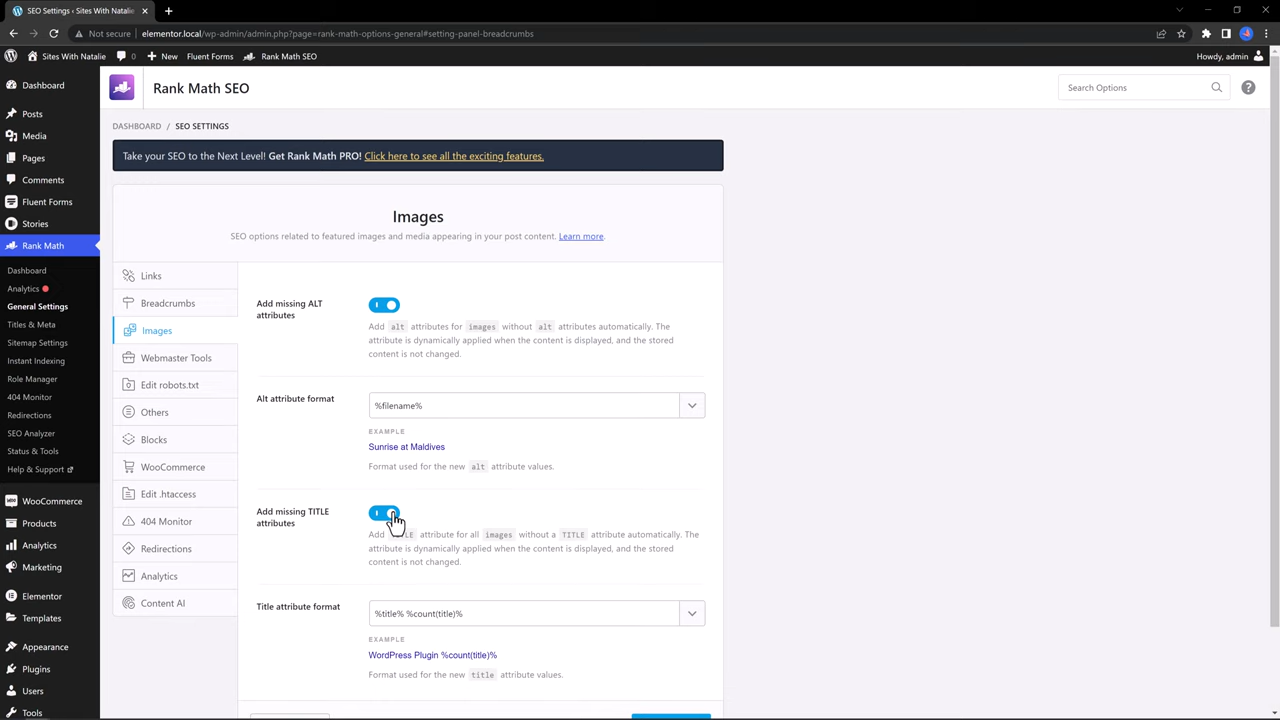 SEO Settings ‹ Sites With Natalie
Not secure
elementor.local/wp-admin/admin.php?page=rank-math-options-general#setting-panel-breadcrumbs
Sites With Natalie
0
New
Fluent Forms
Rank Math SEO
Howdy, admin
Dashboard
Posts
Media
Pages
Comments
Fluent Forms
Stories
Rank Math
Dashboard
Analytics
General Settings
Titles & Meta
Sitemap Settings
Instant Indexing
Role Manager
404 Monitor
Redirections
SEO Analyzer
Status & Tools
Help & Support
WooCommerce
Products
Analytics
Marketing
Elementor
Templates
Appearance
Plugins
Users
Tools
Rank Math SEO
Search Options
DASHBOARD / SEO SETTINGS
Take your SEO to the Next Level! Get Rank Math PRO! Click here to see all the exciting features.
Images
SEO options related to featured images and media appearing in your post content. Learn more.
Links
Breadcrumbs
Images
Webmaster Tools
Edit robots.txt
Others
Blocks
WooCommerce
Edit .htaccess
404 Monitor
Redirections
Analytics
Content AI
Add missing ALT
attributes
Add alt attributes for images without alt attributes automatically. The
attribute is dynamically applied when the content is displayed, and the stored
content is not changed.
Alt attribute format
%filename%
EXAMPLE
Sunrise at Maldives
Format used for the new alt attribute values.
Add missing TITLE
attributes
Add attribute for all images without a TITLE attribute automatically. The
attribute is dynamically applied when the content is displayed, and the stored
content is not changed.
Title attribute format
%title% %count(title)%
EXAMPLE
WordPress Plugin %count(title)%
Format used for the new title attribute values.